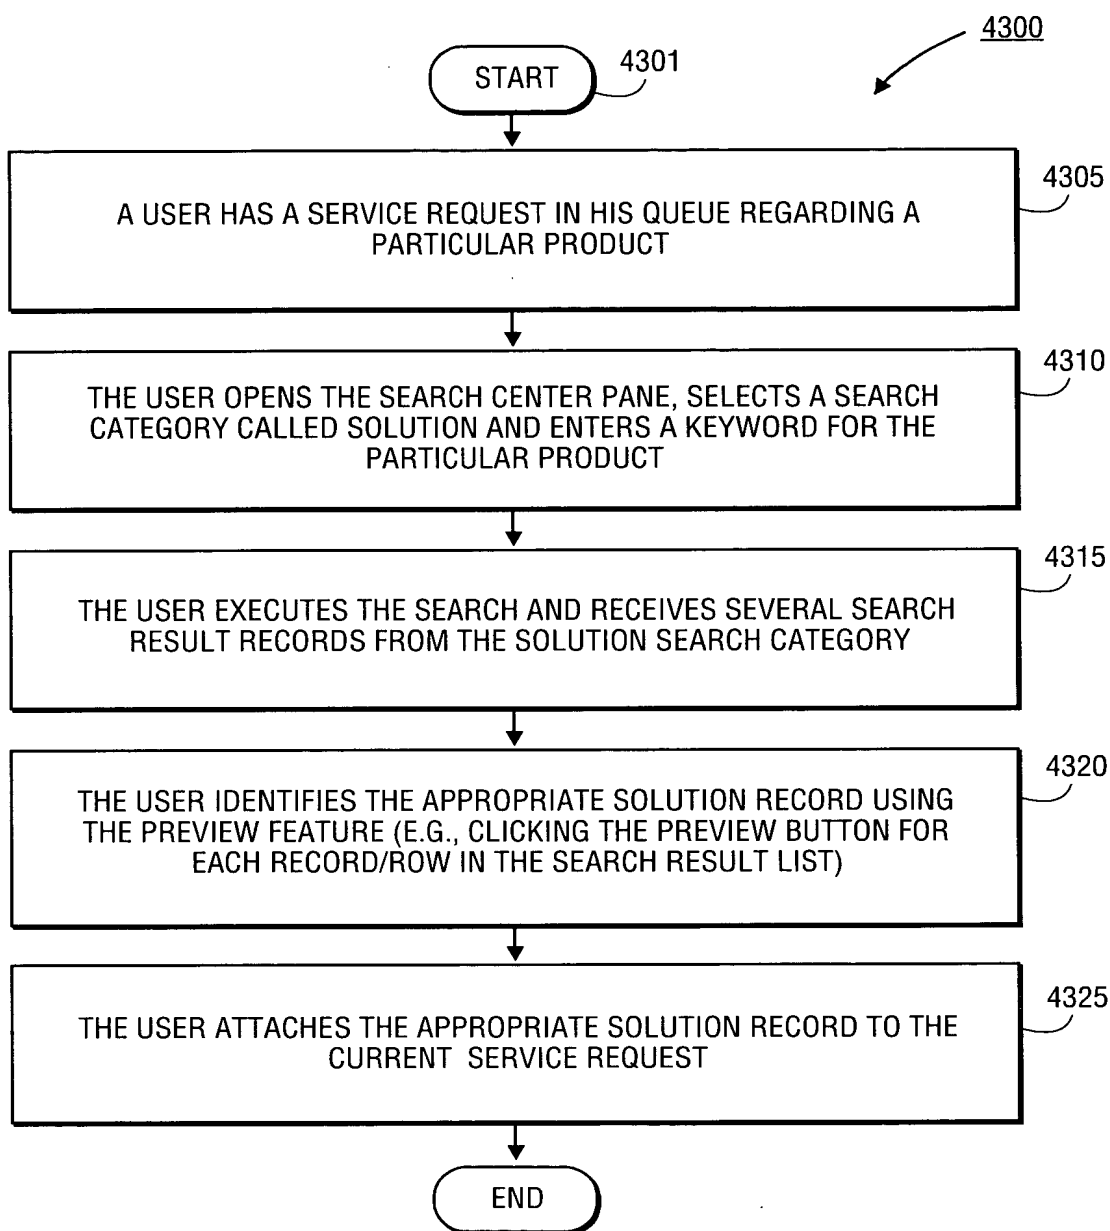 4300
START
4301
4305
A USER HAS A SERVICE REQUEST IN HIS QUEUE REGARDING A
PARTICULAR PRODUCT
4310
THE USER OPENS THE SEARCH CENTER PANE, SELECTS A SEARCH
CATEGORY CALLED SOLUTION AND ENTERS A KEYWORD FOR THE
PARTICULAR PRODUCT
4315
THE USER EXECUTES THE SEARCH AND RECEIVES SEVERAL SEARCH
RESULT RECORDS FROM THE SOLUTION SEARCH CATEGORY
4320
THE USER IDENTIFIES THE APPROPRIATE SOLUTION RECORD USING
THE PREVIEW FEATURE (E.G., CLICKING THE PREVIEW BUTTON FOR
EACH RECORD/ROW IN THE SEARCH RESULT LIST)
4325
THE USER ATTACHES THE APPROPRIATE SOLUTION RECORD TO THE
CURRENT SERVICE REQUEST
END